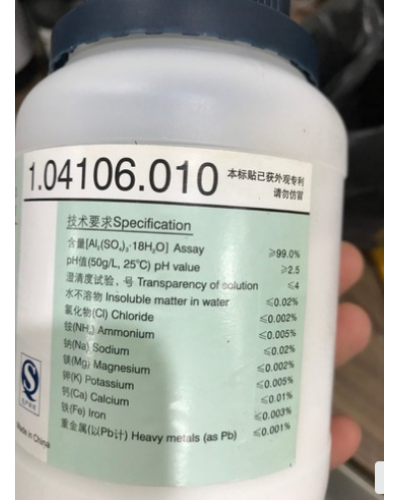 1.04106.010
本标贴已获外观专利
请勿仿冒
技术要求Specification
含量[Al₂(SO₄)₃·18H₂O] Assay ≥99.0%
pH值(50g/L, 25℃) pH value ≥2.5
澄清度试验，号 Transparency of solution ≤4
水不溶物 Insoluble matter in water ≤0.02%
氯化物(Cl) Chloride ≤0.002%
铵(NH₄) Ammonium ≤0.005%
钠(Na) Sodium ≤0.02%
镁(Mg) Magnesium ≤0.002%
钾(K) Potassium ≤0.005%
钙(Ca) Calcium ≤0.01%
铁(Fe) Iron ≤0.003%
重金属(以Pb计) Heavy metals (as Pb) ≤0.001%
Made in China